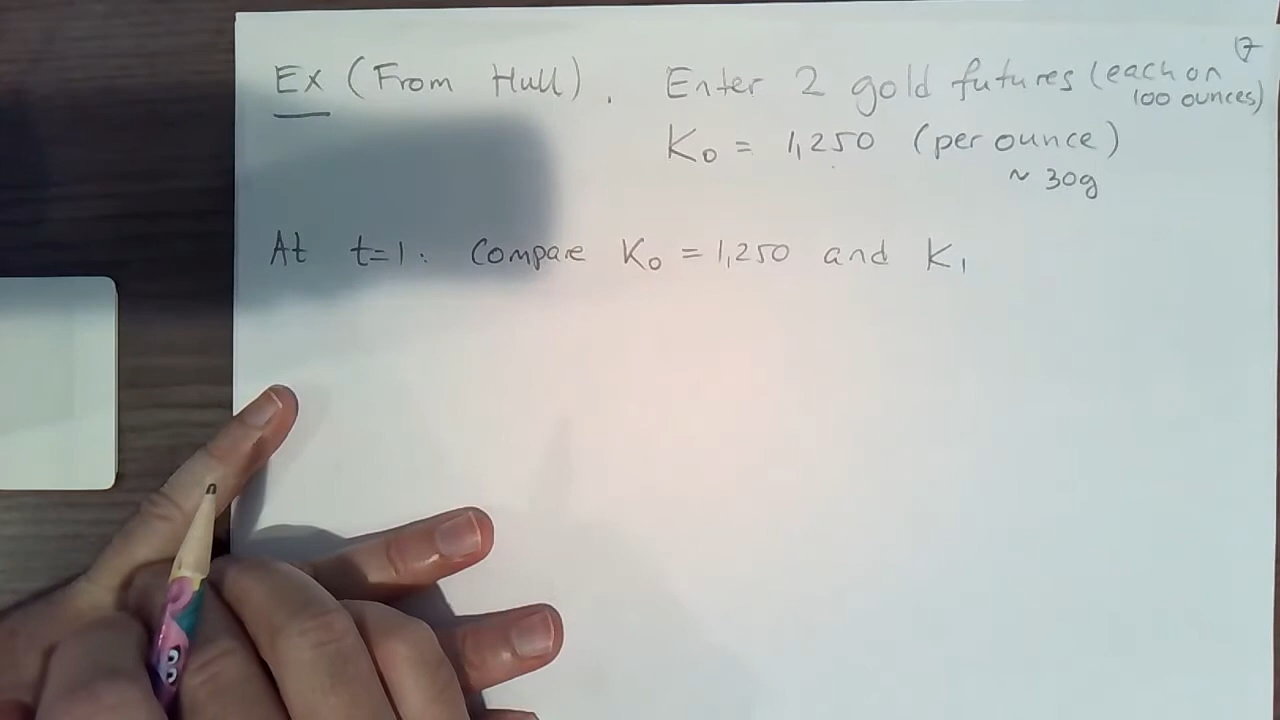 17
Ex (From Hull). Enter 2 gold futures (each on
100 ounces)
K₀ = 1,250 (per ounce)
~ 30g
At t=1: Compare K₀ = 1,250 and K₁